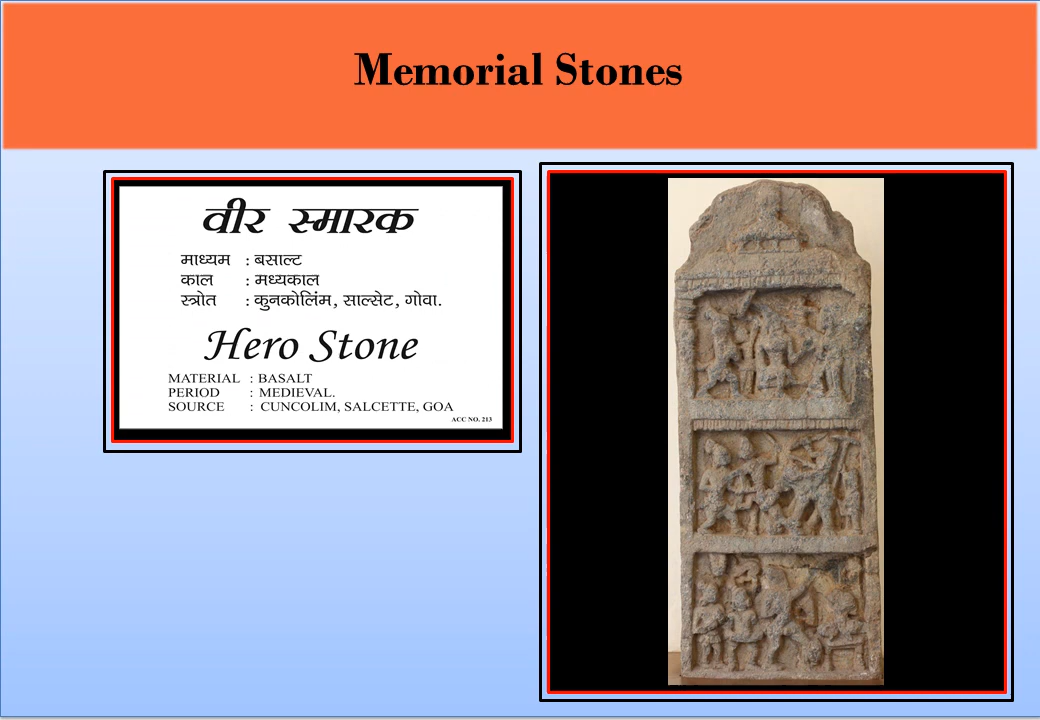 Memorial Stones
वीर स्मारक
माध्यम : बसाल्ट
काल : मध्यकाल
स्त्रोत : कुनकोलिंम, साल्सेट, गोवा.
Hero Stone
MATERIAL : BASALT
PERIOD : MEDIEVAL.
SOURCE : CUNCOLIM, SALCETTE, GOA
ACC NO. 213